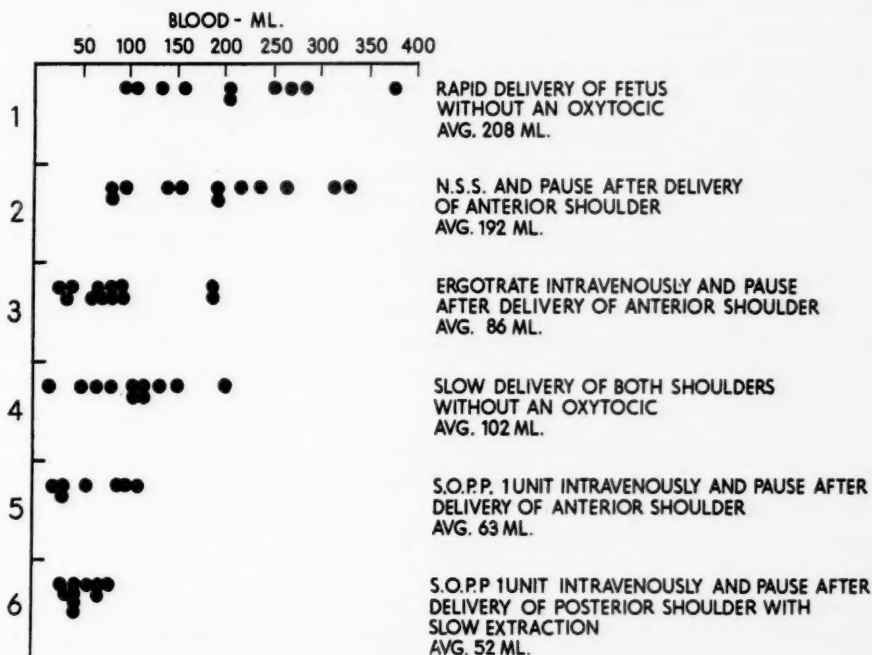 BLOOD - ML.
50 100 150 200 250 300 350 400
1
RAPID DELIVERY OF FETUS
WITHOUT AN OXYTOCIC
AVG. 208 ML.
2
N.S.S. AND PAUSE AFTER DELIVERY
OF ANTERIOR SHOULDER
AVG. 192 ML.
3
ERGOTRATE INTRAVENOUSLY AND PAUSE
AFTER DELIVERY OF ANTERIOR SHOULDER
AVG. 86 ML.
4
SLOW DELIVERY OF BOTH SHOULDERS
WITHOUT AN OXYTOCIC
AVG. 102 ML.
5
S.O.P.P. 1 UNIT INTRAVENOUSLY AND PAUSE AFTER
DELIVERY OF ANTERIOR SHOULDER
AVG. 63 ML.
6
S.O.P.P 1 UNIT INTRAVENOUSLY AND PAUSE AFTER
DELIVERY OF POSTERIOR SHOULDER WITH
SLOW EXTRACTION
AVG. 52 ML.